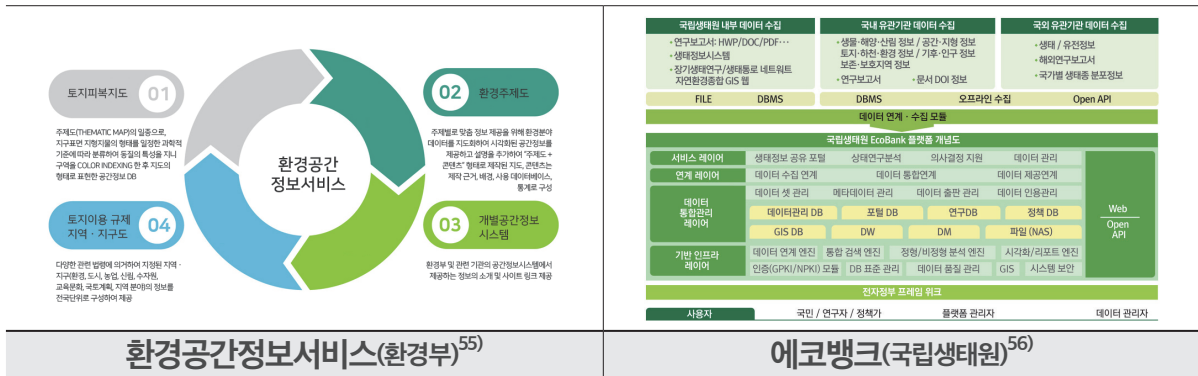 토지피복지도 01
주제도(THEMATIC MAP)의 일종으로,
지구표면 지형지물의 형태를 일정한 과학적
기준에 따라 분류하여 동질의 특성을 지니
구역을 COLOR INDEXING 한 후 지도의
형태로 표현한 공간정보 DB
02 환경주제도
주제별로 맞춤 정보 제공을 위해 환경분야
데이터를 지도화하여 시각화된 공간정보를
제공하고 설명을 추가하여 "주제도 +
콘텐츠" 형태로 제작된 지도, 콘텐츠는
제작 근거, 배경, 사용 데이터베이스,
통계로 구성
환경공간
정보서비스
토지이용 규제
지역 · 지구도
04
다양한 관련 법령에 의거하여 지정된 지역 ·
지구(환경, 도시, 농업, 산림, 수자원,
교육문화, 국토계획, 지역 분야)의 정보를
전국단위로 구성하여 제공
03 개별공간정보
시스템
환경부 및 관련 기관의 공간정보시스템에서
제공하는 정보의 소개 및 사이트 링크 제공
환경공간정보서비스(환경부)55)
국립생태원 내부 데이터 수집
• 연구보고서: HWP/DOC/PDF···
• 생태정보시스템
• 장기생태연구/생태통로 네트워트
자연환경종합 GIS 웹
국내 유관기관 데이터 수집
• 생물·해양·산림 정보 / 공간·지형 정보
토지·하천·환경 정보 / 기후·인구 정보
보존·보호지역 정보
• 연구보고서 • 문서 DOI 정보
국외 유관기관 데이터 수집
• 생태 / 유전정보
• 해외연구보고서
• 국가별 생태종 분포정보
FILE DBMS DBMS 오프라인 수집 Open API
데이터 연계 · 수집 모듈
국립생태원 EcoBank 플랫폼 개념도
서비스 레이어 생태정보 공유 포탈 상태연구분석 의사결정 지원 데이터 관리
연계 레이어 데이터 수집 연계 데이터 통합연계 데이터 제공연계
데이터
통합관리
레이어
데이터 셋 관리 메타데이터 관리 데이터 출판 관리 데이터 인용관리
데이터관리 DB 포털 DB 연구DB 정책 DB
GIS DB DW DM 파일 (NAS)
기반 인프라
레이어
데이터 연계 엔진 통합 검색 엔진 정형/비정형 분석 엔진 시각화/리포트 엔진
인증(GPKI/NPKI) 모듈 DB 표준 관리 데이터 품질 관리 GIS 시스템 보안
Web
Open
API
전자정부 프레임 워크
사용자 국민 / 연구자 / 정책가 플랫폼 관리자 데이터 관리자
에코뱅크(국립생태원)56)